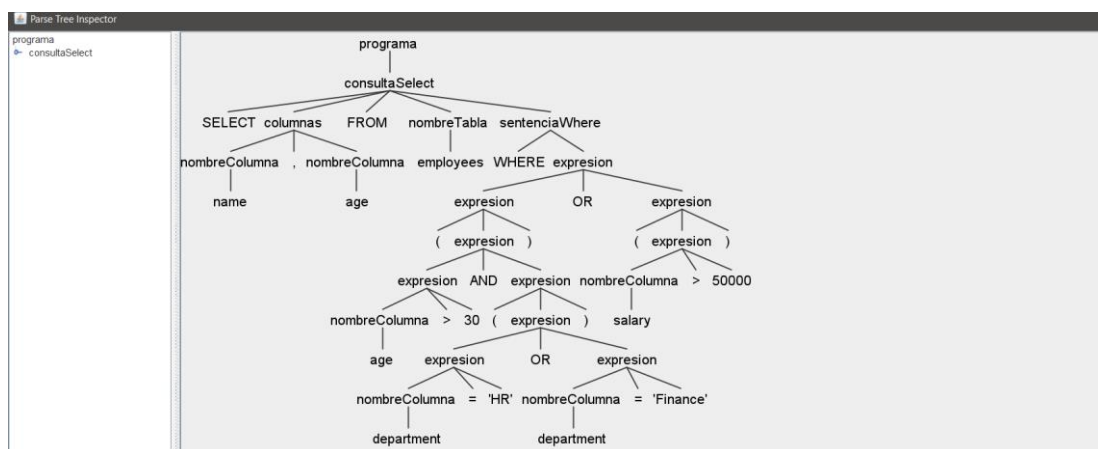 Parse Tree Inspector
programa
consultaSelect
programa
consultaSelect
SELECT columnas FROM nombreTabla sentenciaWhere
nombreColumna , nombreColumna employees WHERE expresion
name age expresion OR expresion
( expresion ) ( expresion )
expresion AND expresion nombreColumna > 50000
nombreColumna > 30 ( expresion ) salary
age expresion OR expresion
nombreColumna = 'HR' nombreColumna = 'Finance'
department department